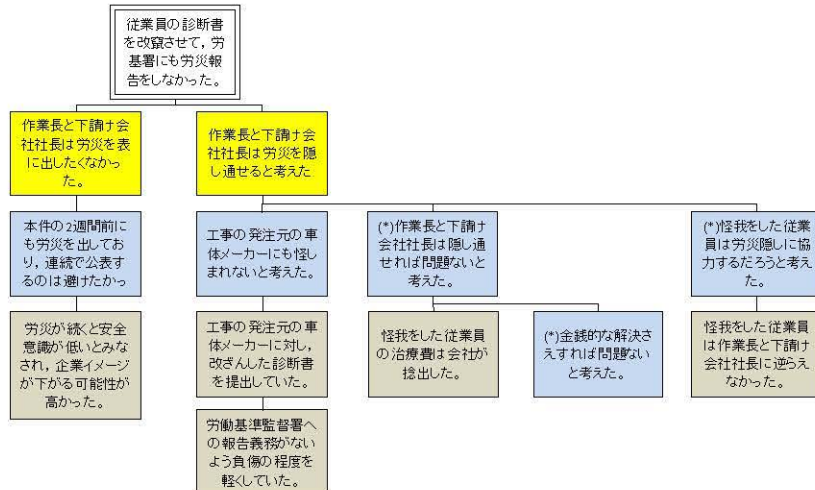 従業員の診断書
を改竄させて，労
基署にも労災報
告をしなかった。
作業長と下請け会
社社長は労災を表
に出したくなかっ
た。
作業長と下請け会
社社長は労災を隠
し通せると考えた
本件の2週間前に
も労災を出してお
り，連続で公表す
るのは避けたかっ
工事の発注元の車
体メーカーにも怪し
まれないと考えた。
(*)作業長と下請け
会社社長は隠し通
せれば問題ないと
考えた。
(*)怪我をした従業
員は労災隠しに協
力するだろうと考え
た。
労災が続くと安全
意識が低いとみな
され，企業イメージ
が下がる可能性が
高かった。
工事の発注元の車
体メーカーに対し，
改ざんした診断書
を提出していた。
怪我をした従業員
の治療費は会社が
捻出した。
(*)金銭的な解決さ
えすれば問題ない
と考えた。
怪我をした従業員
は作業長と下請け
会社社長に逆らえ
なかった。
労働基準監督署へ
の報告義務がない
よう負傷の程度を
軽くしていた。